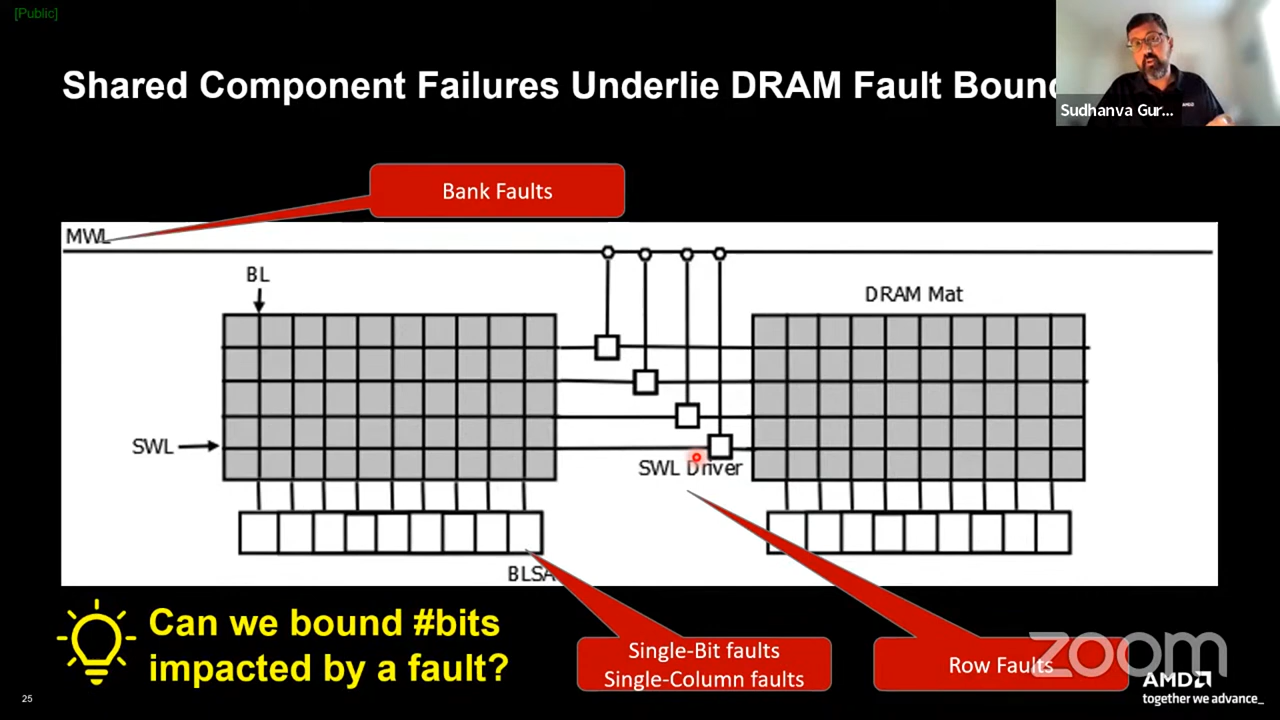 [Public]
Shared Component Failures Underlie DRAM Fault Boun
Sudhanva Gur...
Bank Faults
MWL
BL
DRAM Mat
SWL
SWL Driver
BLSA
Can we bound #bits
impacted by a fault?
Single-Bit faults
Single-Column faults
Row Faults
zoom
AMD
together we advance_
25